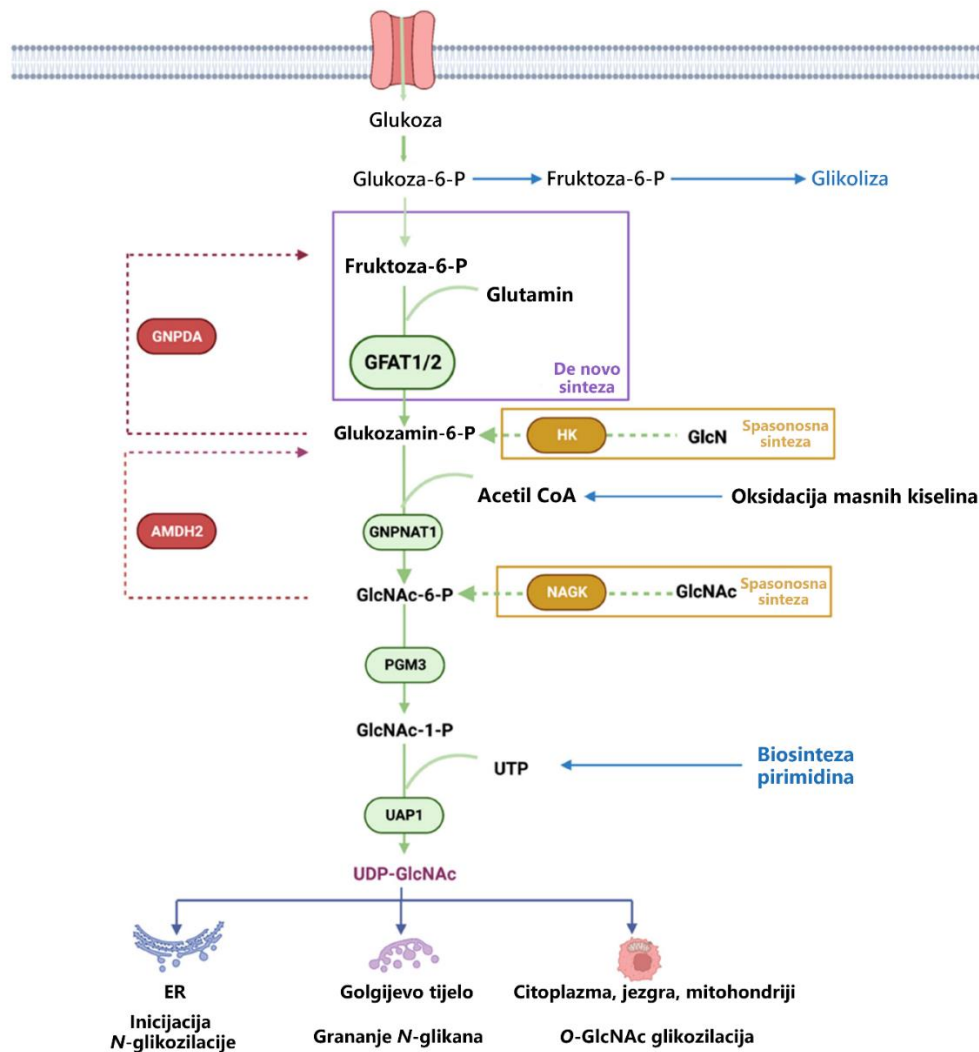 Glukoza
Glukoza-6-P
Fruktoza-6-P
Glikoliza
Fruktoza-6-P
Glutamin
GNPDA
GFAT1/2
De novo
sinteza
Glukozamin-6-P
HK
GlcN
Spasonosna
sinteza
Acetil CoA
Oksidacija masnih kiselina
AMDH2
GNPNAT1
GlcNAc-6-P
NAGK
GlcNAc
Spasonosna
sinteza
PGM3
GlcNAc-1-P
UTP
Biosinteza
pirimidina
UAP1
UDP-GlcNAc
ER
Inicijacija
N-glikozilacije
Golgijevo tijelo
Grananje N-glikana
Citoplazma, jezgra, mitohondriji
O-GlcNAc glikozilacija